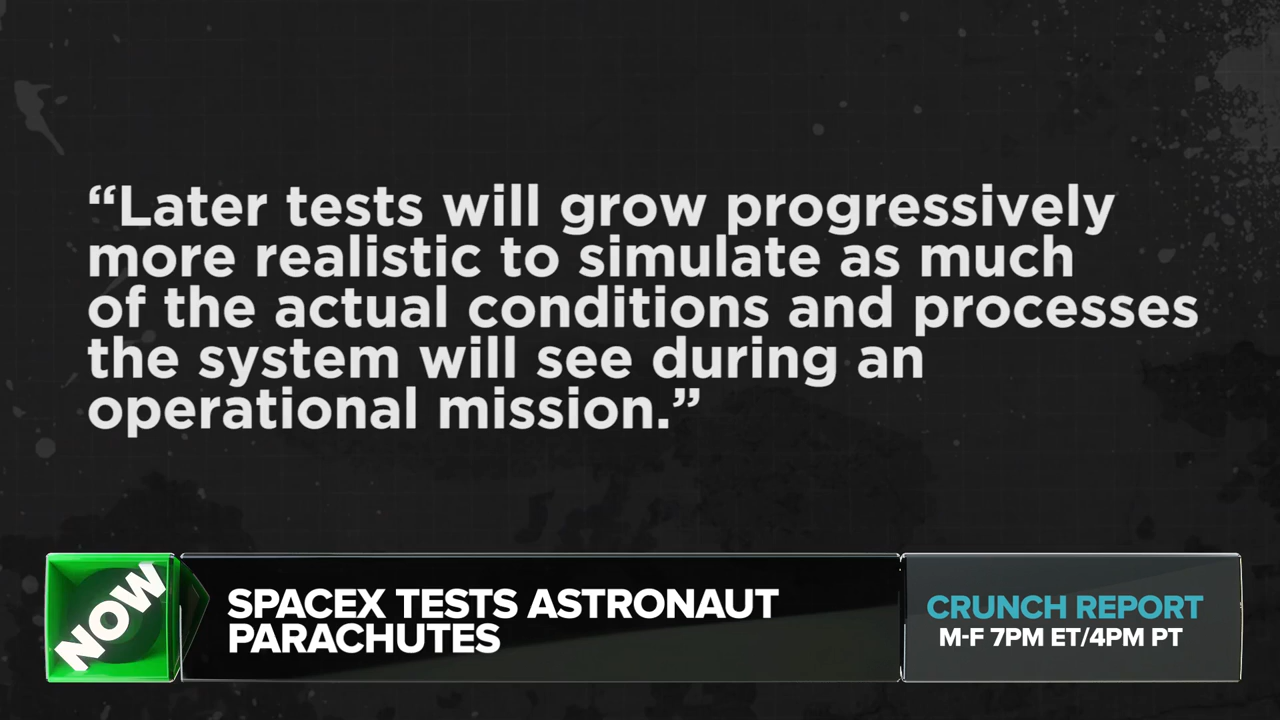 “Later tests will grow progressively
more realistic to simulate as much
of the actual conditions and processes
the system will see during an
operational mission.”
NOW
SPACEX TESTS ASTRONAUT
PARACHUTES
CRUNCH REPORT
M-F 7PM ET/4PM PT